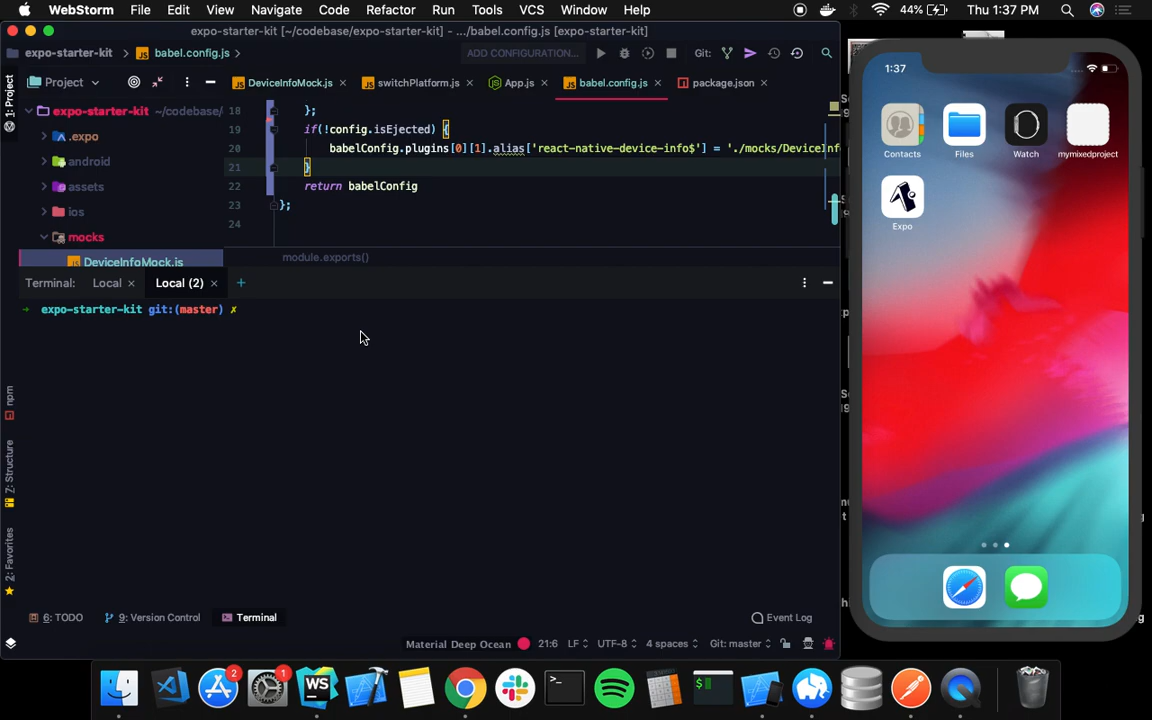 WebStorm File Edit View Navigate Code Refactor Run Tools VCS Window Help 44% Thu 1:37 PM
expo-starter-kit [~/codebase/expo-starter-kit] - .../babel.config.js [expo-starter-kit]
expo-starter-kit babel.config.js ADD CONFIGURATION... Git:
1: Project
Project DeviceInfoMock.js switchPlatform.js App.js babel.config.js package.json
expo-starter-kit ~/codebase/
.expo
android
assets
ios
mocks
DeviceInfoMock.js
18 };
19 if(!config.isEjected) {
20 babelConfig.plugins[0][1].alias['react-native-device-info$'] = './mocks/DeviceInfo
21 }
22 return babelConfig
23 };
24
module.exports()
Terminal: Local Local (2) +
expo-starter-kit git:(master) ✗
npm
7: Structure
2: Favorites
6: TODO 9: Version Control Terminal Event Log
Material Deep Ocean 21:6 LF UTF-8 4 spaces Git: master
1:37
Contacts Files Watch mymixedproject
Expo
2 1 WS